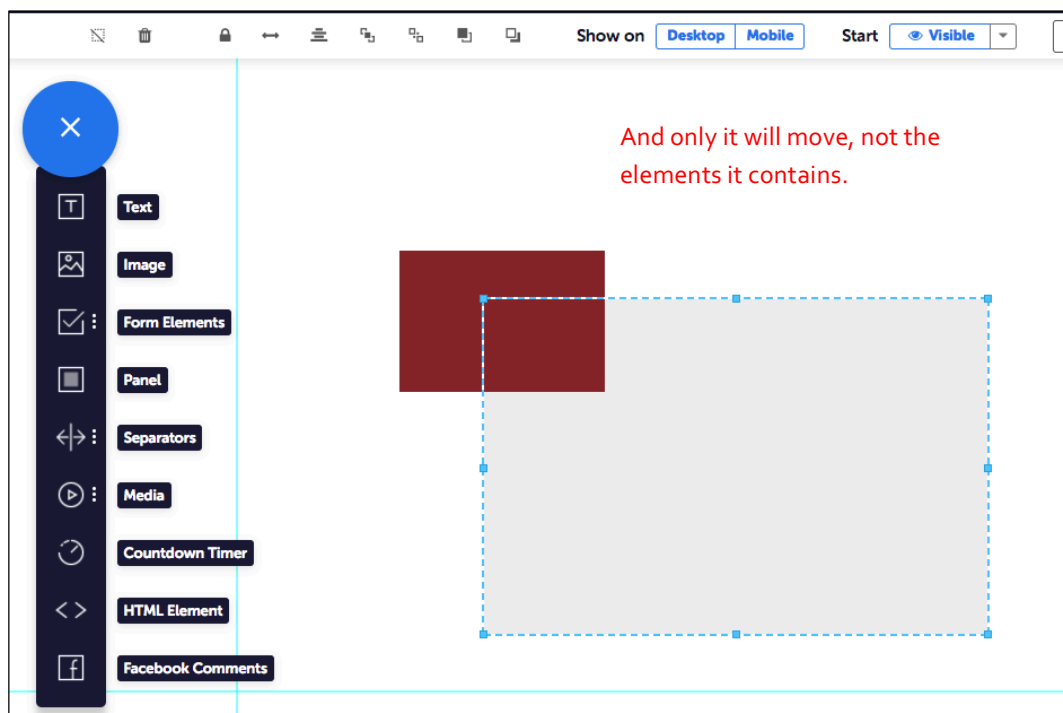 Show on Desktop Mobile Start Visible
And only it will move, not the
elements it contains.
Text
Image
Form Elements
Panel
Separators
Media
Countdown Timer
HTML Element
Facebook Comments